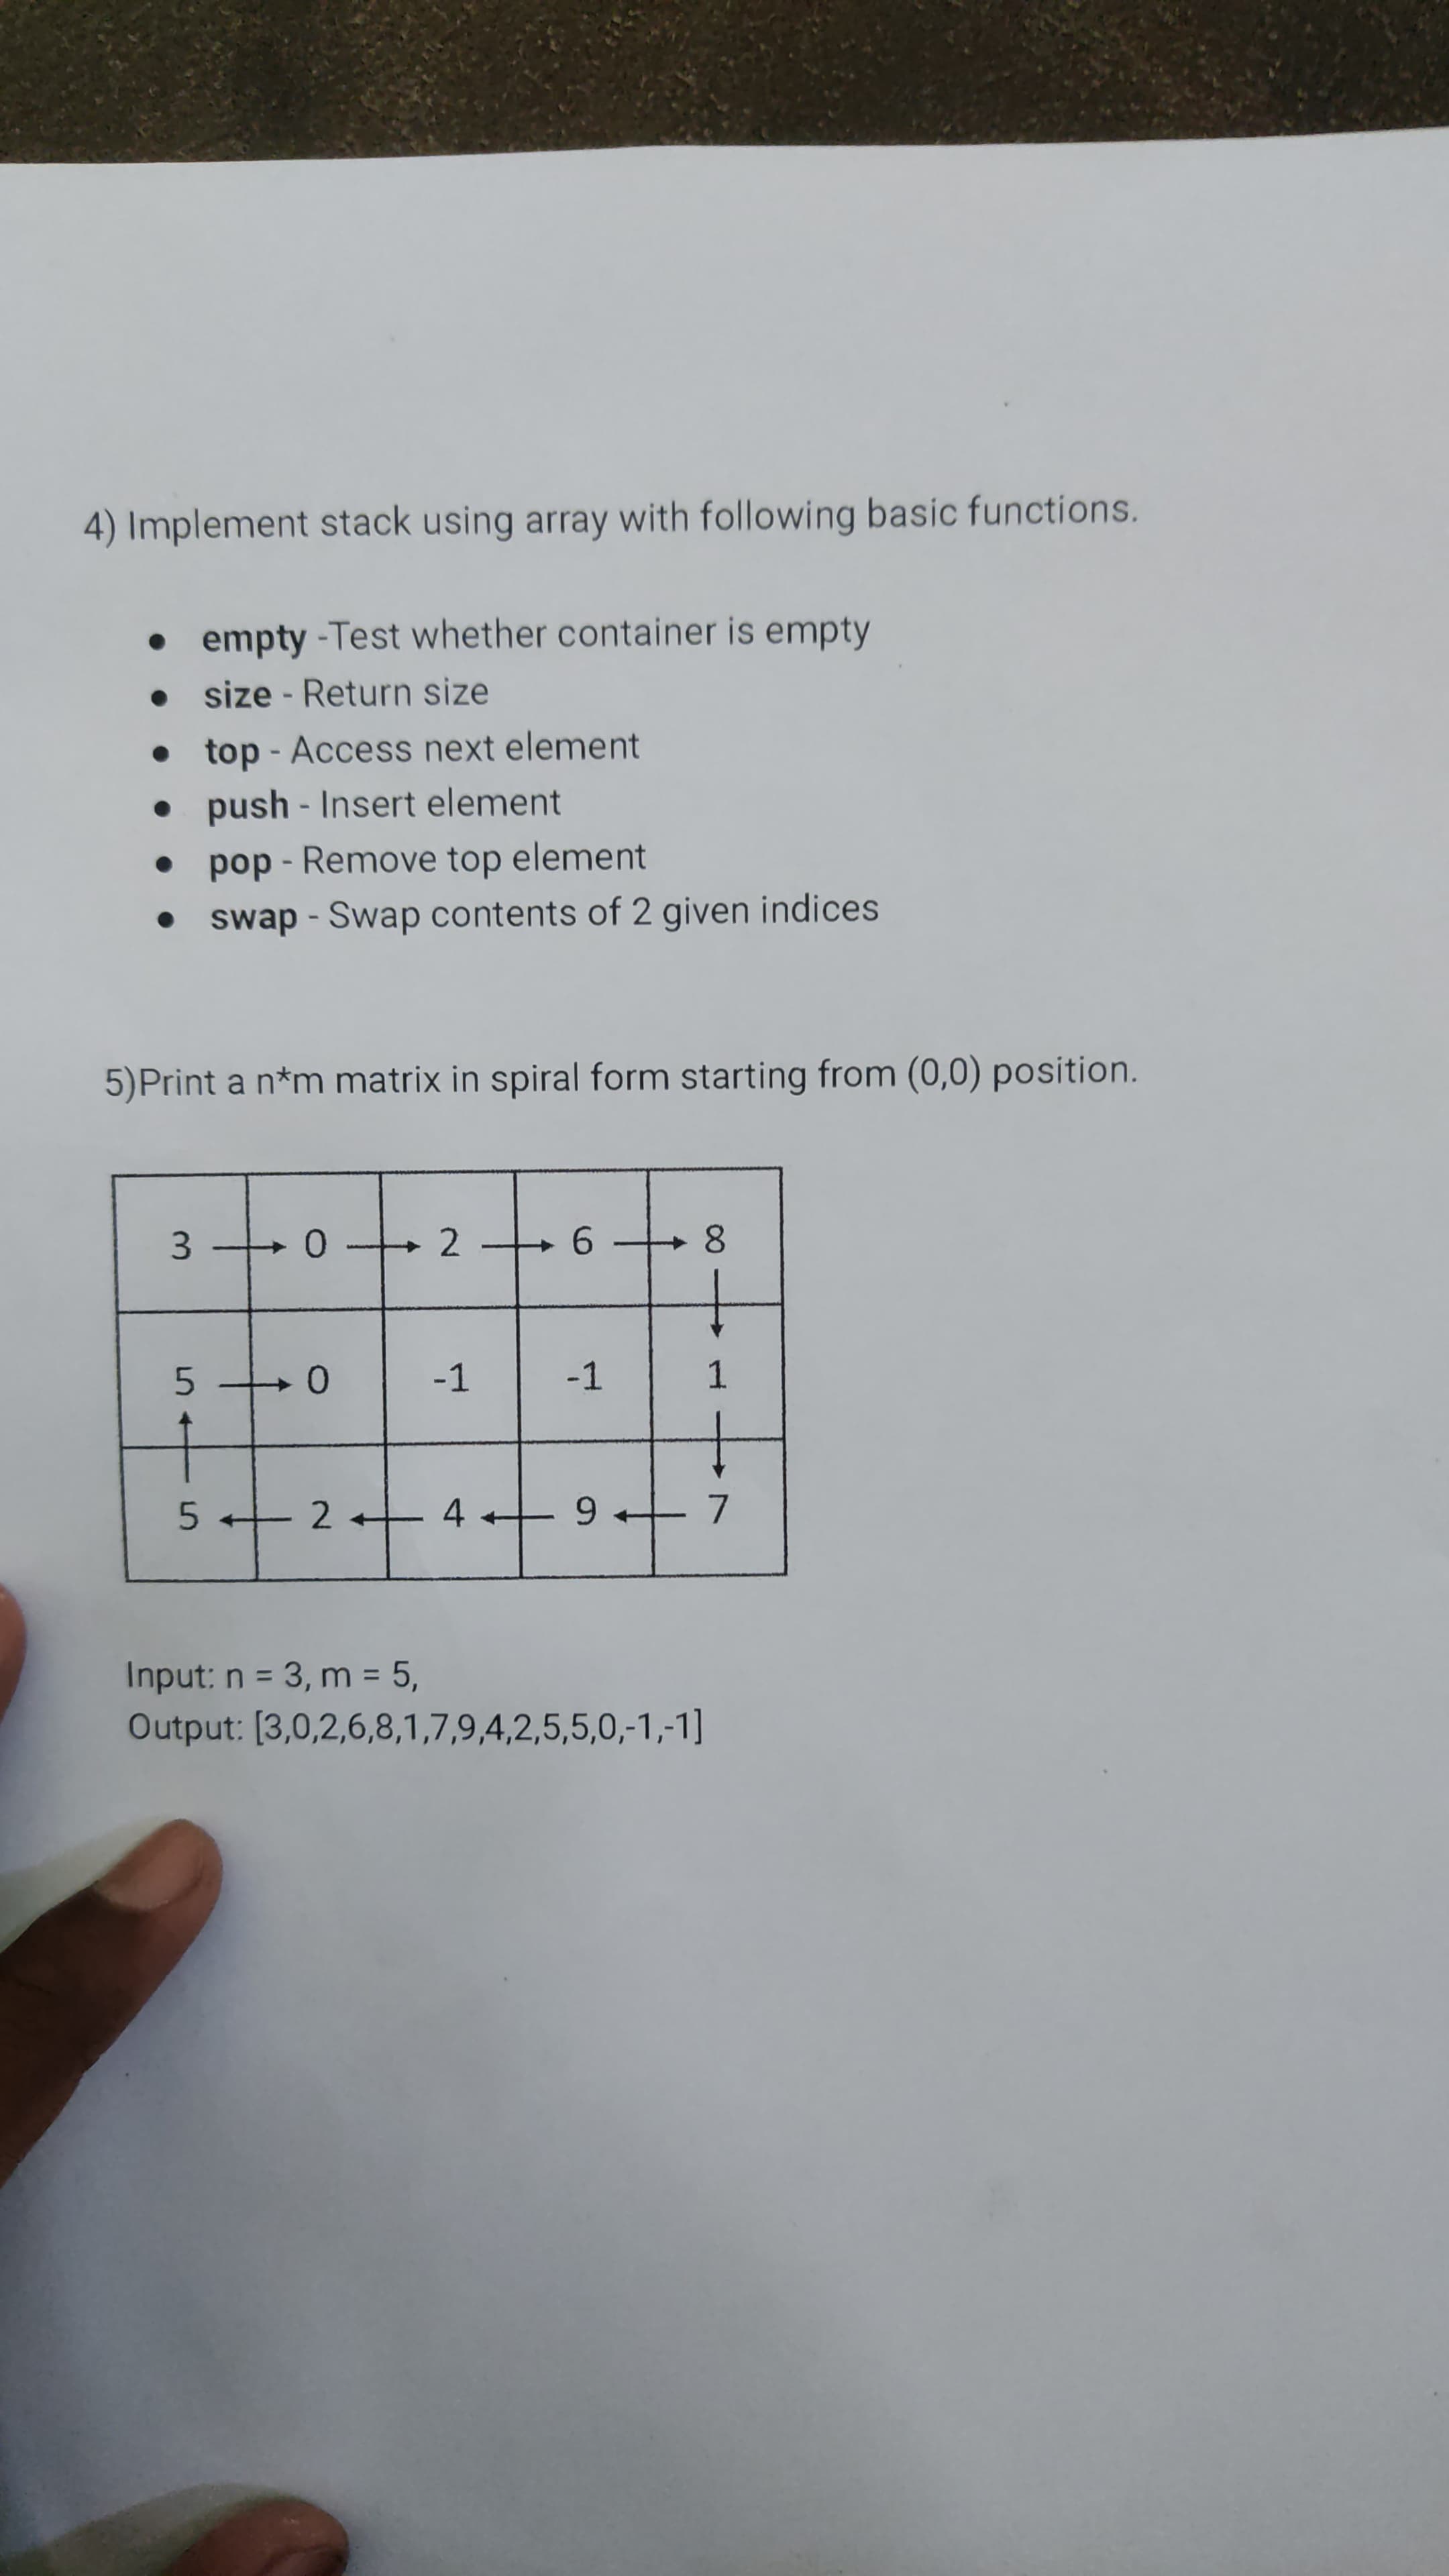 4) Implement stack using array with following basic functions.
● empty -Test whether container is empty
● size - Return size
● top - Access next element
● push - Insert element
● pop - Remove top element
● swap - Swap contents of 2 given indices
5)Print a n*m matrix in spiral form starting from (0,0) position.
3 → 0 → 2 → 6 → 8
↓
5 → 0 -1 -1 1
↑ ↓
5 ← 2 ← 4 ← 9 ← 7
Input: n = 3, m = 5,
Output: [3,0,2,6,8,1,7,9,4,2,5,5,0,-1,-1]